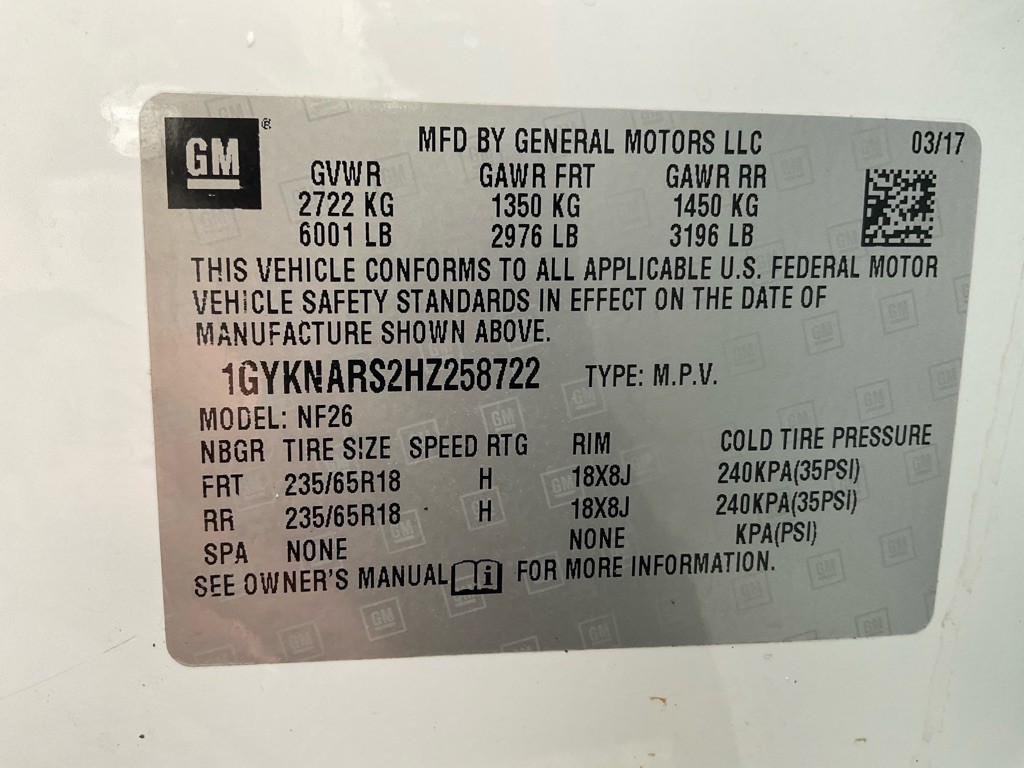 GM ®
MFD BY GENERAL MOTORS LLC 03/17
GVWR GAWR FRT GAWR RR
2722 KG 1350 KG 1450 KG
6001 LB 2976 LB 3196 LB
THIS VEHICLE CONFORMS TO ALL APPLICABLE U.S. FEDERAL MOTOR
VEHICLE SAFETY STANDARDS IN EFFECT ON THE DATE OF
MANUFACTURE SHOWN ABOVE.
1GYKNARS2HZ258722 TYPE: M.P.V.
MODEL: NF26
NBGR TIRE SIZE SPEED RTG RIM COLD TIRE PRESSURE
FRT 235/65R18 H 18X8J 240KPA(35PSI)
RR 235/65R18 H 18X8J 240KPA(35PSI)
SPA NONE NONE KPA(PSI)
SEE OWNER'S MANUAL i FOR MORE INFORMATION.